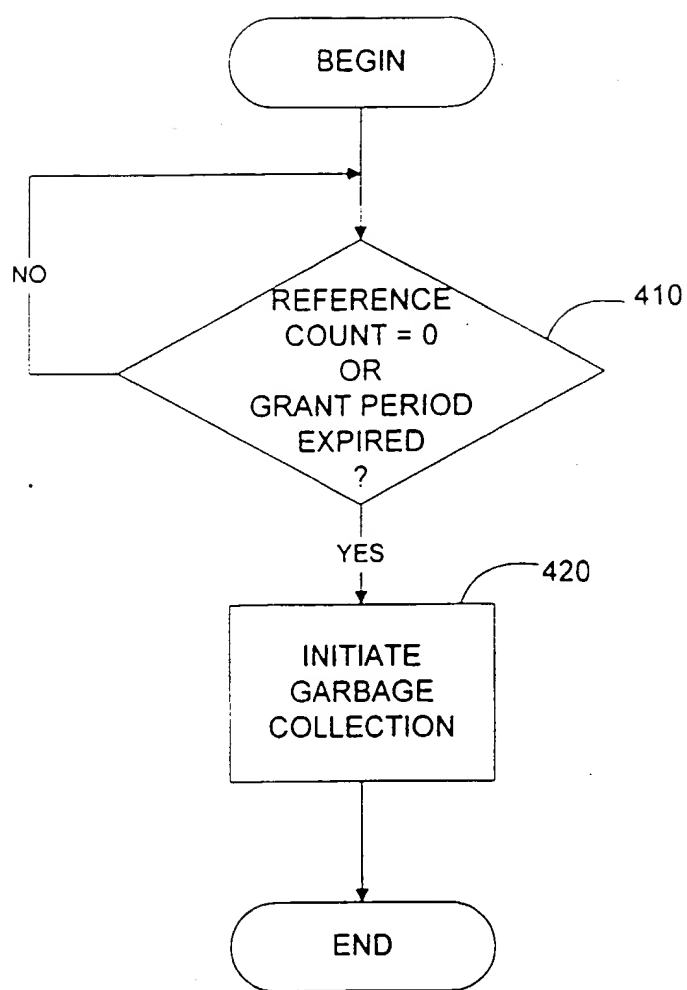 BEGIN
NO
REFERENCE
COUNT = 0
OR
GRANT PERIOD
EXPIRED
?
410
YES
420
INITIATE
GARBAGE
COLLECTION
END